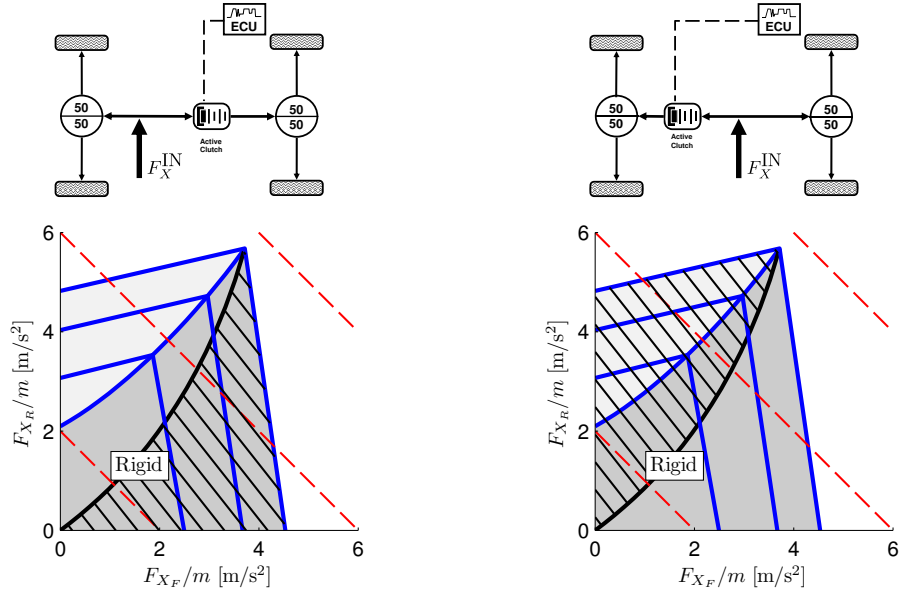 ECU
50
50
50
50
Active
Clutch
F_X^IN
6
4
2
0
0
2
4
6
Rigid
F_{X_R}/m [m/s²]
F_{X_F}/m [m/s²]
ECU
50
50
50
50
Active
Clutch
F_X^IN
6
4
2
0
0
2
4
6
Rigid
F_{X_R}/m [m/s²]
F_{X_F}/m [m/s²]